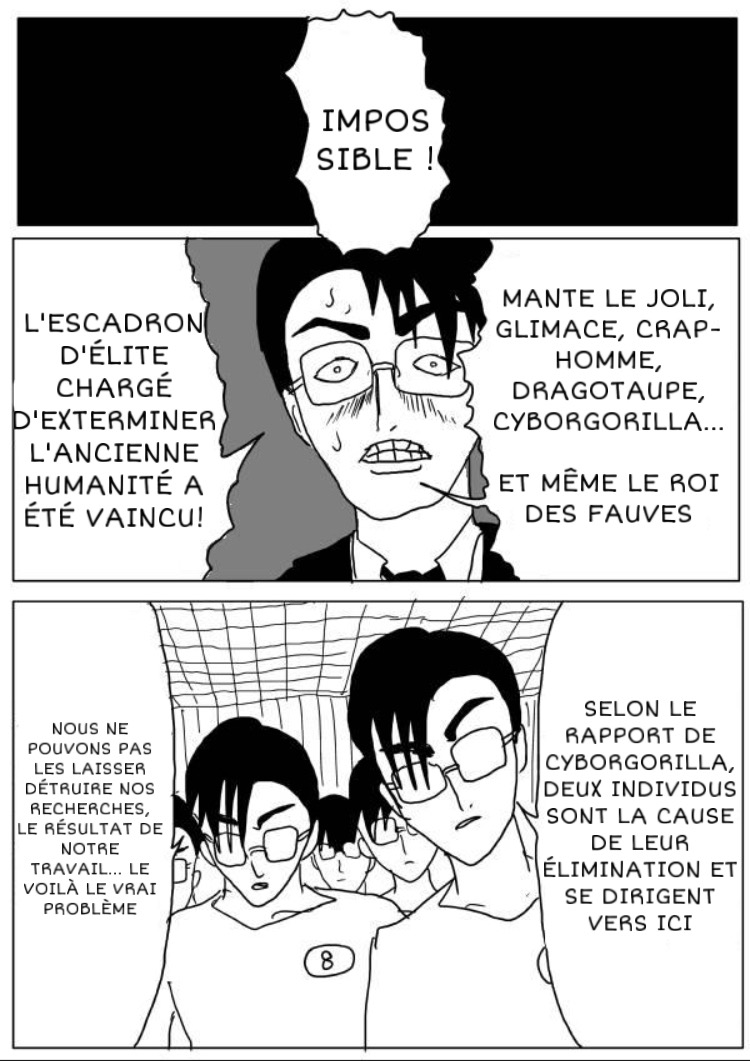 IMPOS
SIBLE !
L'ESCADRON
D'ÉLITE
CHARGÉ
D'EXTERMINER
L'ANCIENNE
HUMANITÉ A
ÉTÉ VAINCU!
MANTE LE JOLI,
GLIMACE, CRAP-
HOMME,
DRAGOTAUPE,
CYBORGORILLA...
ET MÊME LE ROI
DES FAUVES
NOUS NE
POUVONS PAS
LES LAISSER
DÉTRUIRE NOS
RECHERCHES,
LE RÉSULTAT DE
NOTRE
TRAVAIL... LE
VOILÀ LE VRAI
PROBLÈME
SELON LE
RAPPORT DE
CYBORGORILLA,
DEUX INDIVIDUS
SONT LA CAUSE
DE LEUR
ÉLIMINATION ET
SE DIRIGENT
VERS ICI
8